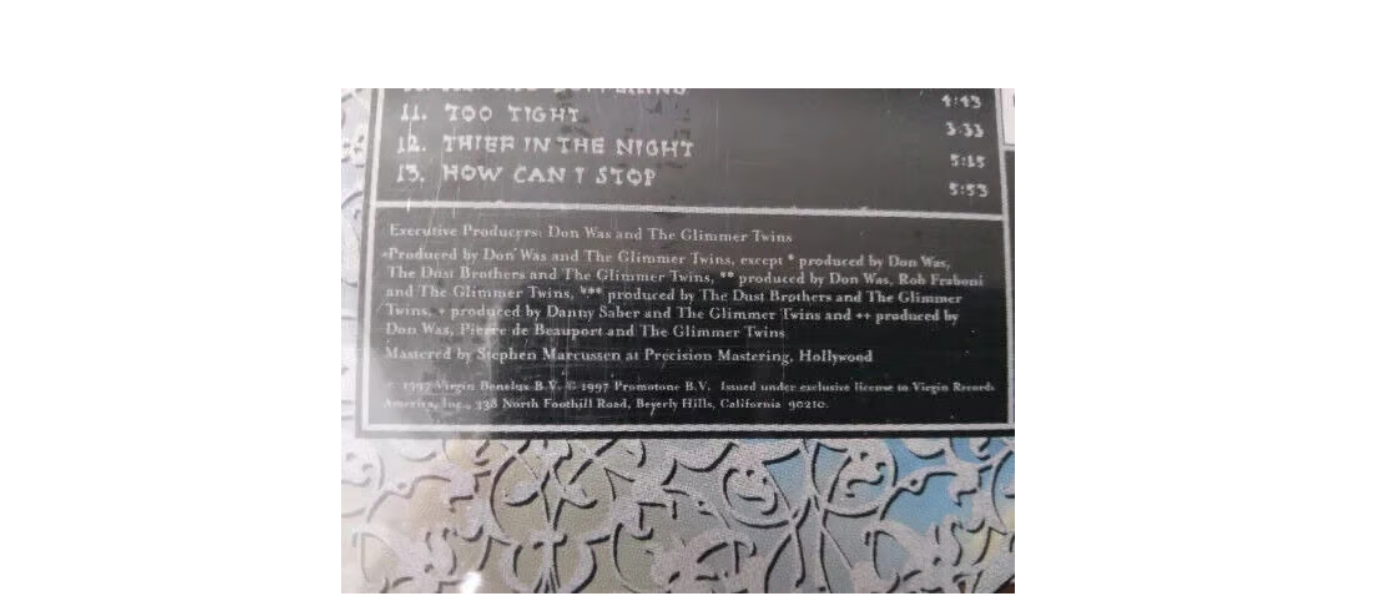 4:43
11. TOO TIGHT 3:33
12. THIEF IN THE NIGHT 5:15
13. HOW CAN I STOP 5:53
Executive Producers: Don Was and The Glimmer Twins
Produced by Don Was and The Glimmer Twins, except * produced by Don Was,
The Dust Brothers and The Glimmer Twins, ** produced by Don Was, Rob Fraboni
and The Glimmer Twins, *** produced by The Dust Brothers and The Glimmer
Twins, + produced by Danny Saber and The Glimmer Twins and ++ produced by
Don Was, Pierre de Beauport and The Glimmer Twins
Mastered by Stephen Marcussen at Precision Mastering, Hollywood
1997 Virgin Benelux B.V. © 1997 Promotone B.V. Issued under exclusive license to Virgin Records
America, Inc., 338 North Foothill Road, Beverly Hills, California 90210.